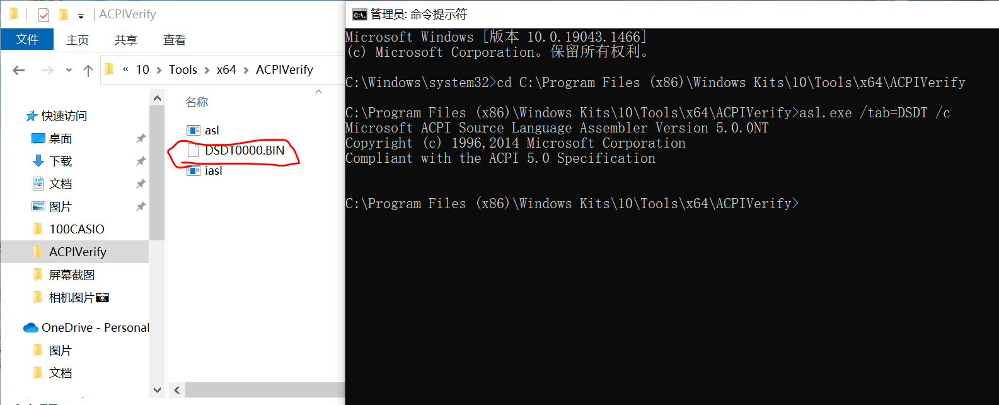 ACPIVerify
文件 主页 共享 查看
« 10 > Tools > x64 > ACPIVerify
快速访问
桌面
下载
文档
图片
100CASIO
ACPIVerify
屏幕截图
相机图片
OneDrive - Personal
图片
文档
名称
asl
DSDT0000.BIN
iasl
管理员: 命令提示符
Microsoft Windows [版本 10.0.19043.1466]
(c) Microsoft Corporation。保留所有权利。
C:\Windows\system32>cd C:\Program Files (x86)\Windows Kits\10\Tools\x64\ACPIVerify
C:\Program Files (x86)\Windows Kits\10\Tools\x64\ACPIVerify>asl.exe /tab=DSDT /c
Microsoft ACPI Source Language Assembler Version 5.0.0NT
Copyright (c) 1996,2014 Microsoft Corporation
Compliant with the ACPI 5.0 Specification
C:\Program Files (x86)\Windows Kits\10\Tools\x64\ACPIVerify>